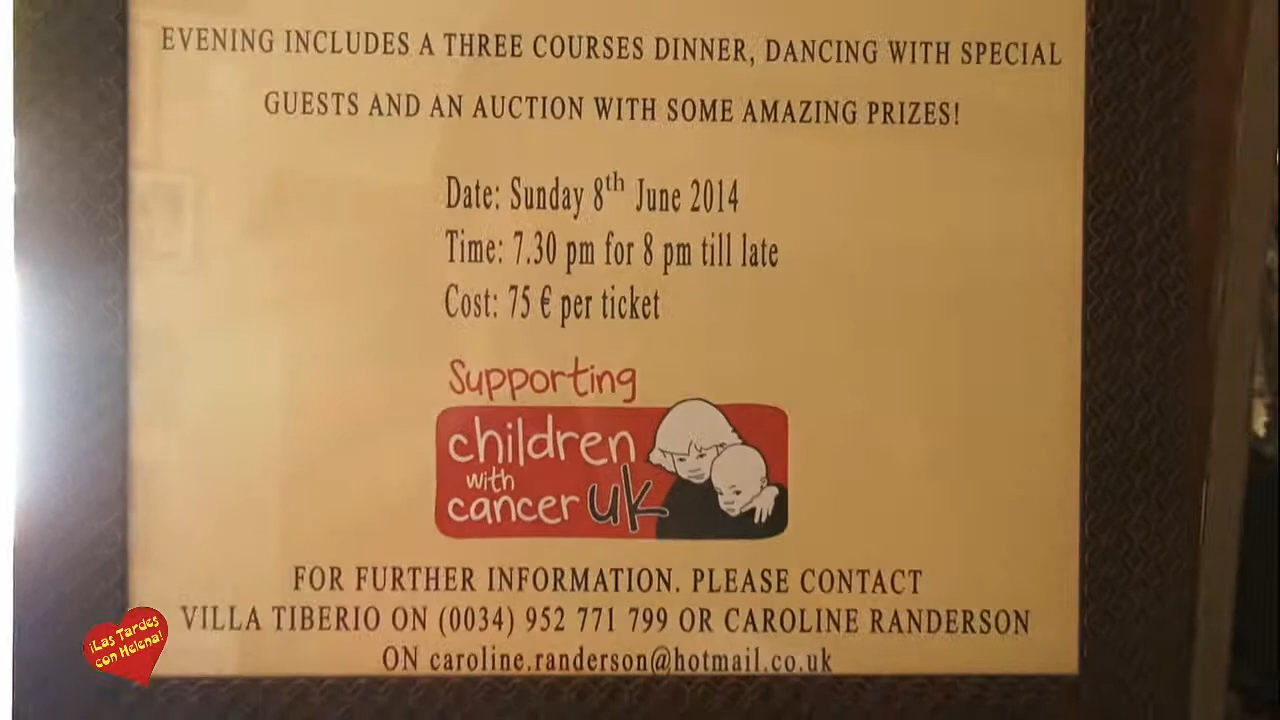 EVENING INCLUDES A THREE COURSES DINNER, DANCING WITH SPECIAL
GUESTS AND AN AUCTION WITH SOME AMAZING PRIZES!
Date: Sunday 8th June 2014
Time: 7.30 pm for 8 pm till late
Cost: 75 € per ticket
Supporting
children
with
cancer uk
FOR FURTHER INFORMATION. PLEASE CONTACT
VILLA TIBERIO ON (0034) 952 771 799 OR CAROLINE RANDERSON
ON caroline.randerson@hotmail.co.uk
¡Las Tardes
con Helena!